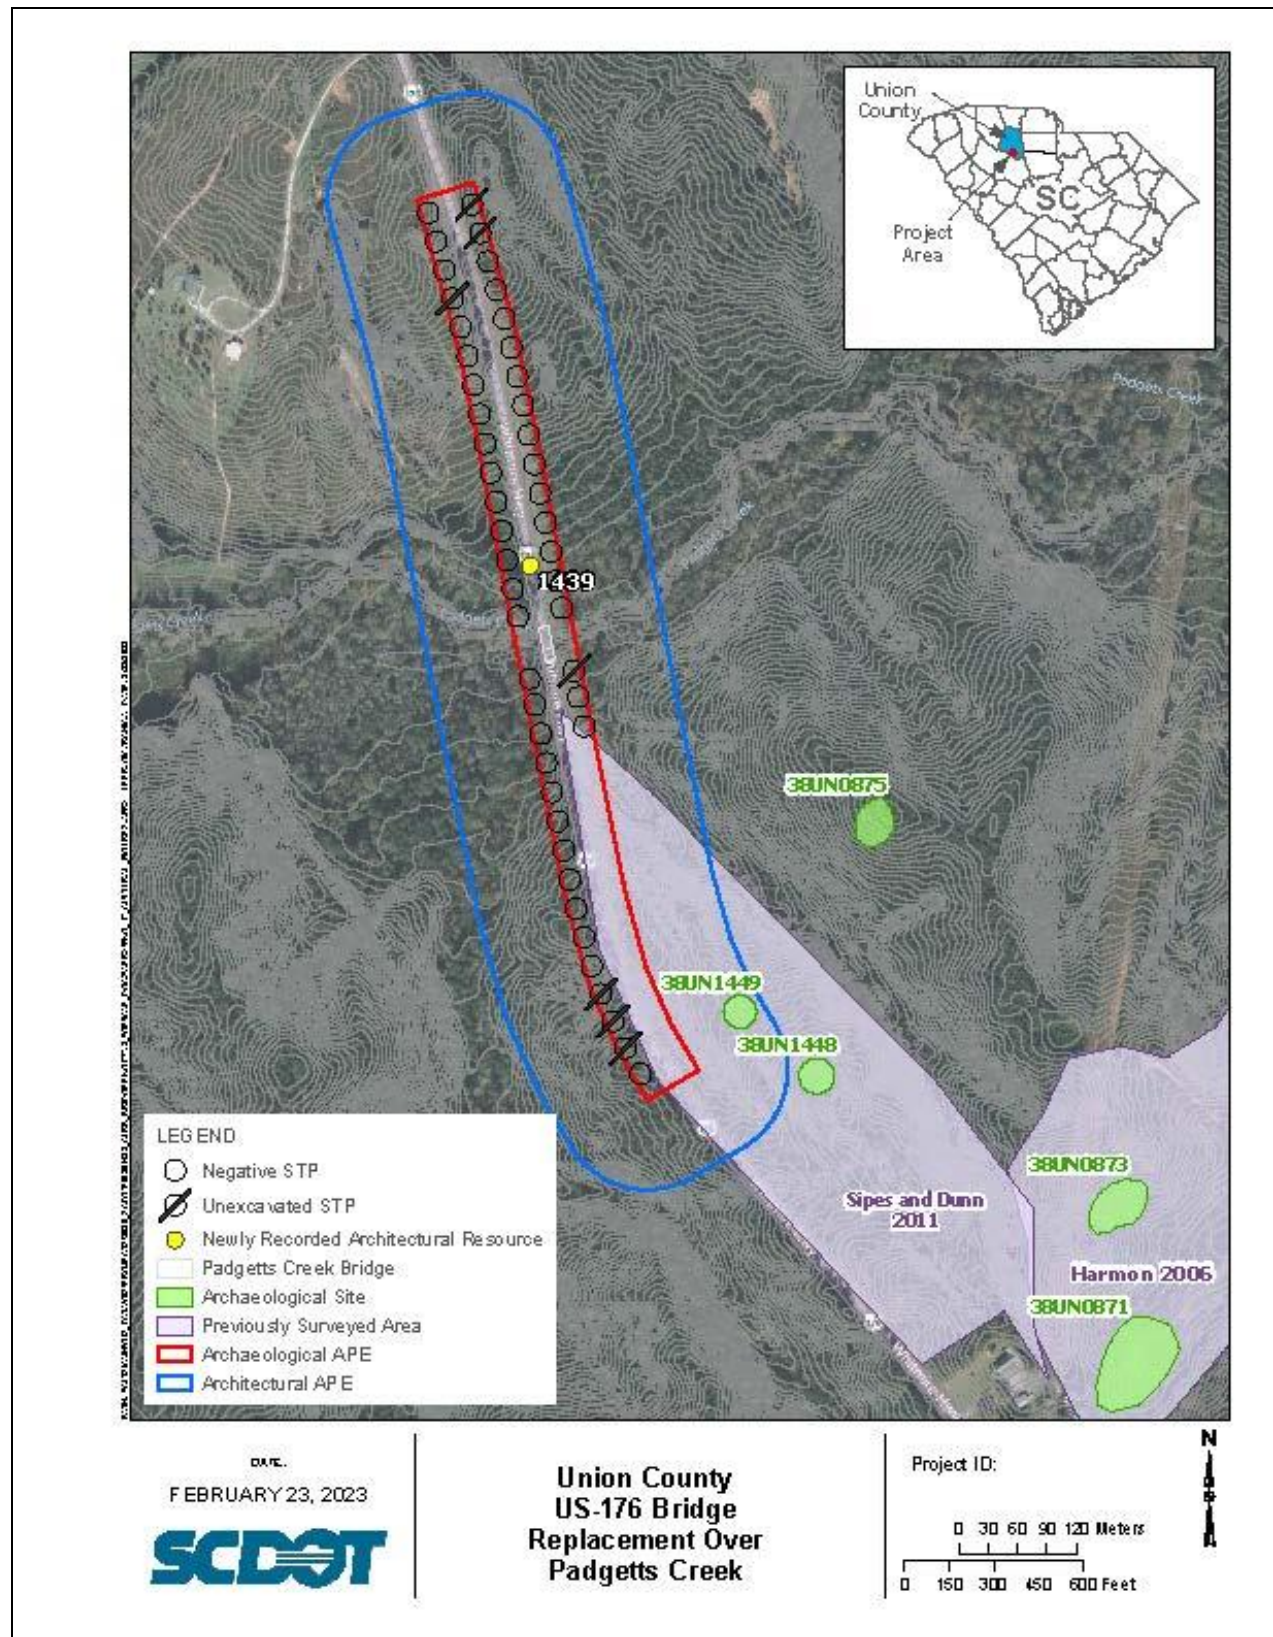 Union
County
SC
Project
Area
Padgetts Creek
1439
38UN0875
38UN1449
38UN1448
38UN0873
Sipes and Dunn
2011
Harmon 2006
38UN0871
LEGEND
Negative STP
Unexcavated STP
Newly Recorded Architectural Resource
Padgetts Creek Bridge
Archaeological Site
Previously Surveyed Area
Archaeological APE
Architectural APE
DATE:
FEBRUARY 23, 2023
SCDOT
Union County
US-176 Bridge
Replacement Over
Padgetts Creek
Project ID:
N
0 30 60 90 120 Meters
0 150 300 450 600 Feet